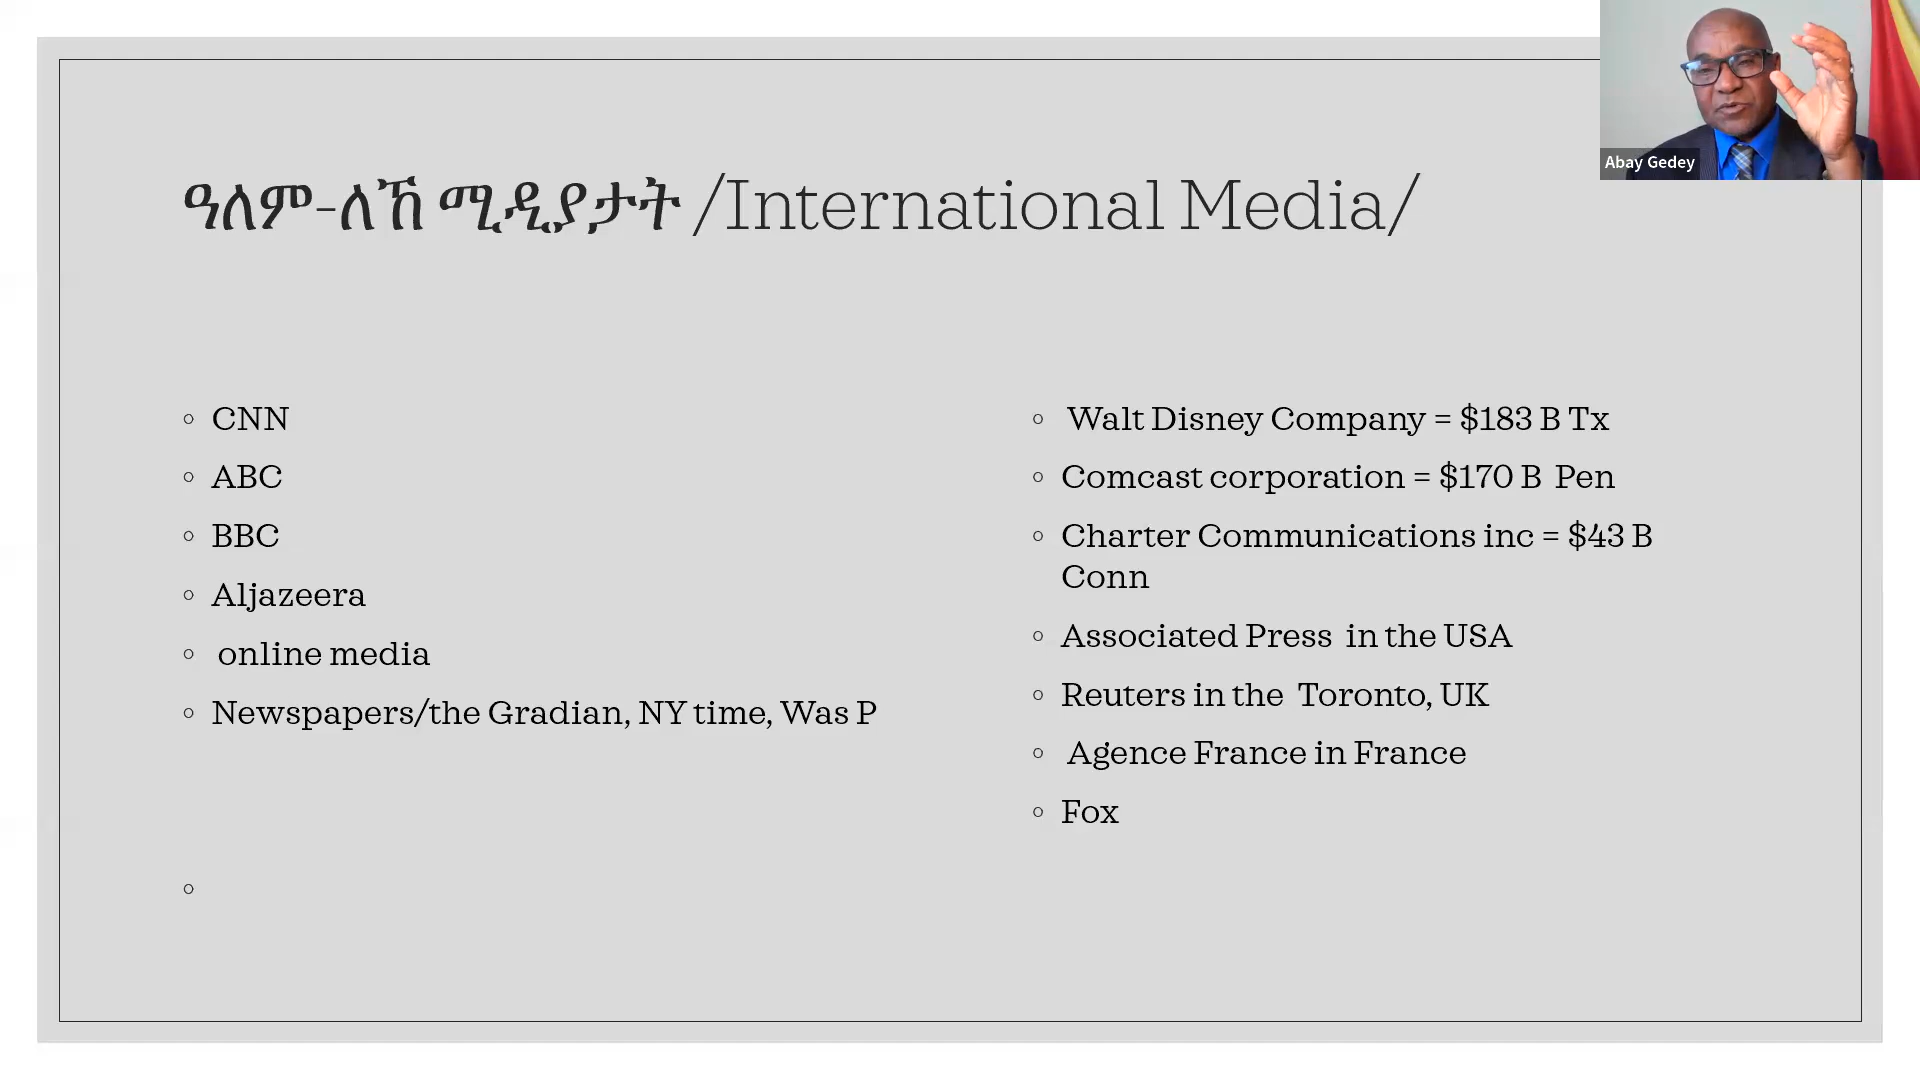 ዓለም-ለኸ ሚዲያታት /International Media/
CNN
ABC
BBC
Aljazeera
online media
Newspapers/the Gradian, NY time, Was P
Walt Disney Company = $183 B Tx
Comcast corporation = $170 B Pen
Charter Communications inc = $43 B
Conn
Associated Press in the USA
Reuters in the Toronto, UK
Agence France in France
Fox
Abay Gedey